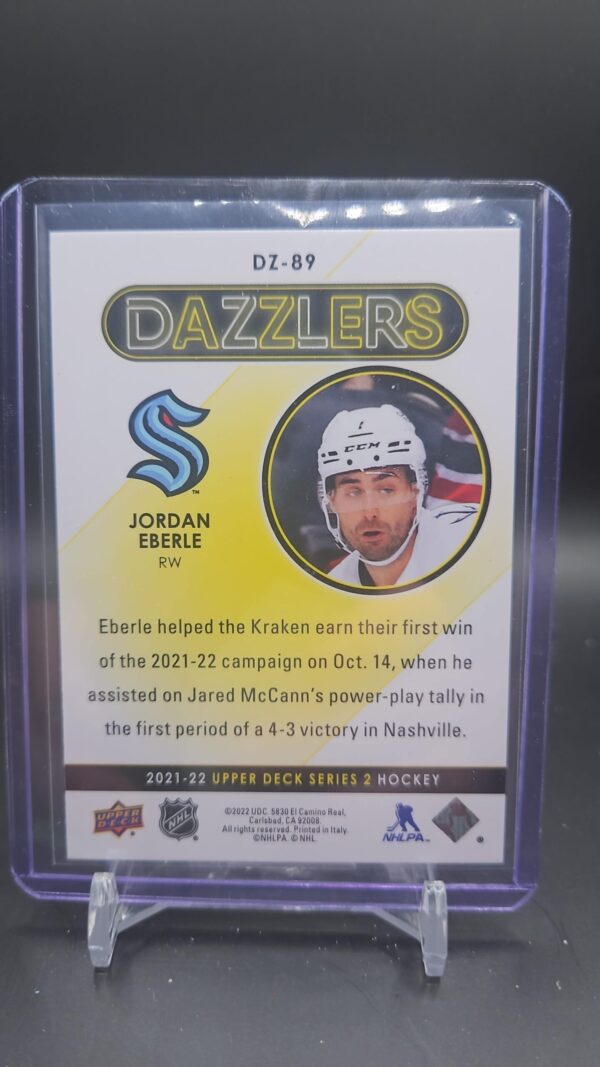 DZ-89
DAZZLERS
JORDAN
EBERLE
RW
CCM
Eberle helped the Kraken earn their first win
of the 2021-22 campaign on Oct. 14, when he
assisted on Jared McCann's power-play tally in
the first period of a 4-3 victory in Nashville.
2021-22 UPPER DECK SERIES 2 HOCKEY
UPPER
DECK
NHL
©2022 UDC. 5830 El Camino Real,
Carlsbad, CA 92008.
All rights reserved. Printed in Italy.
©NHLPA. © NHL.
NHLPA